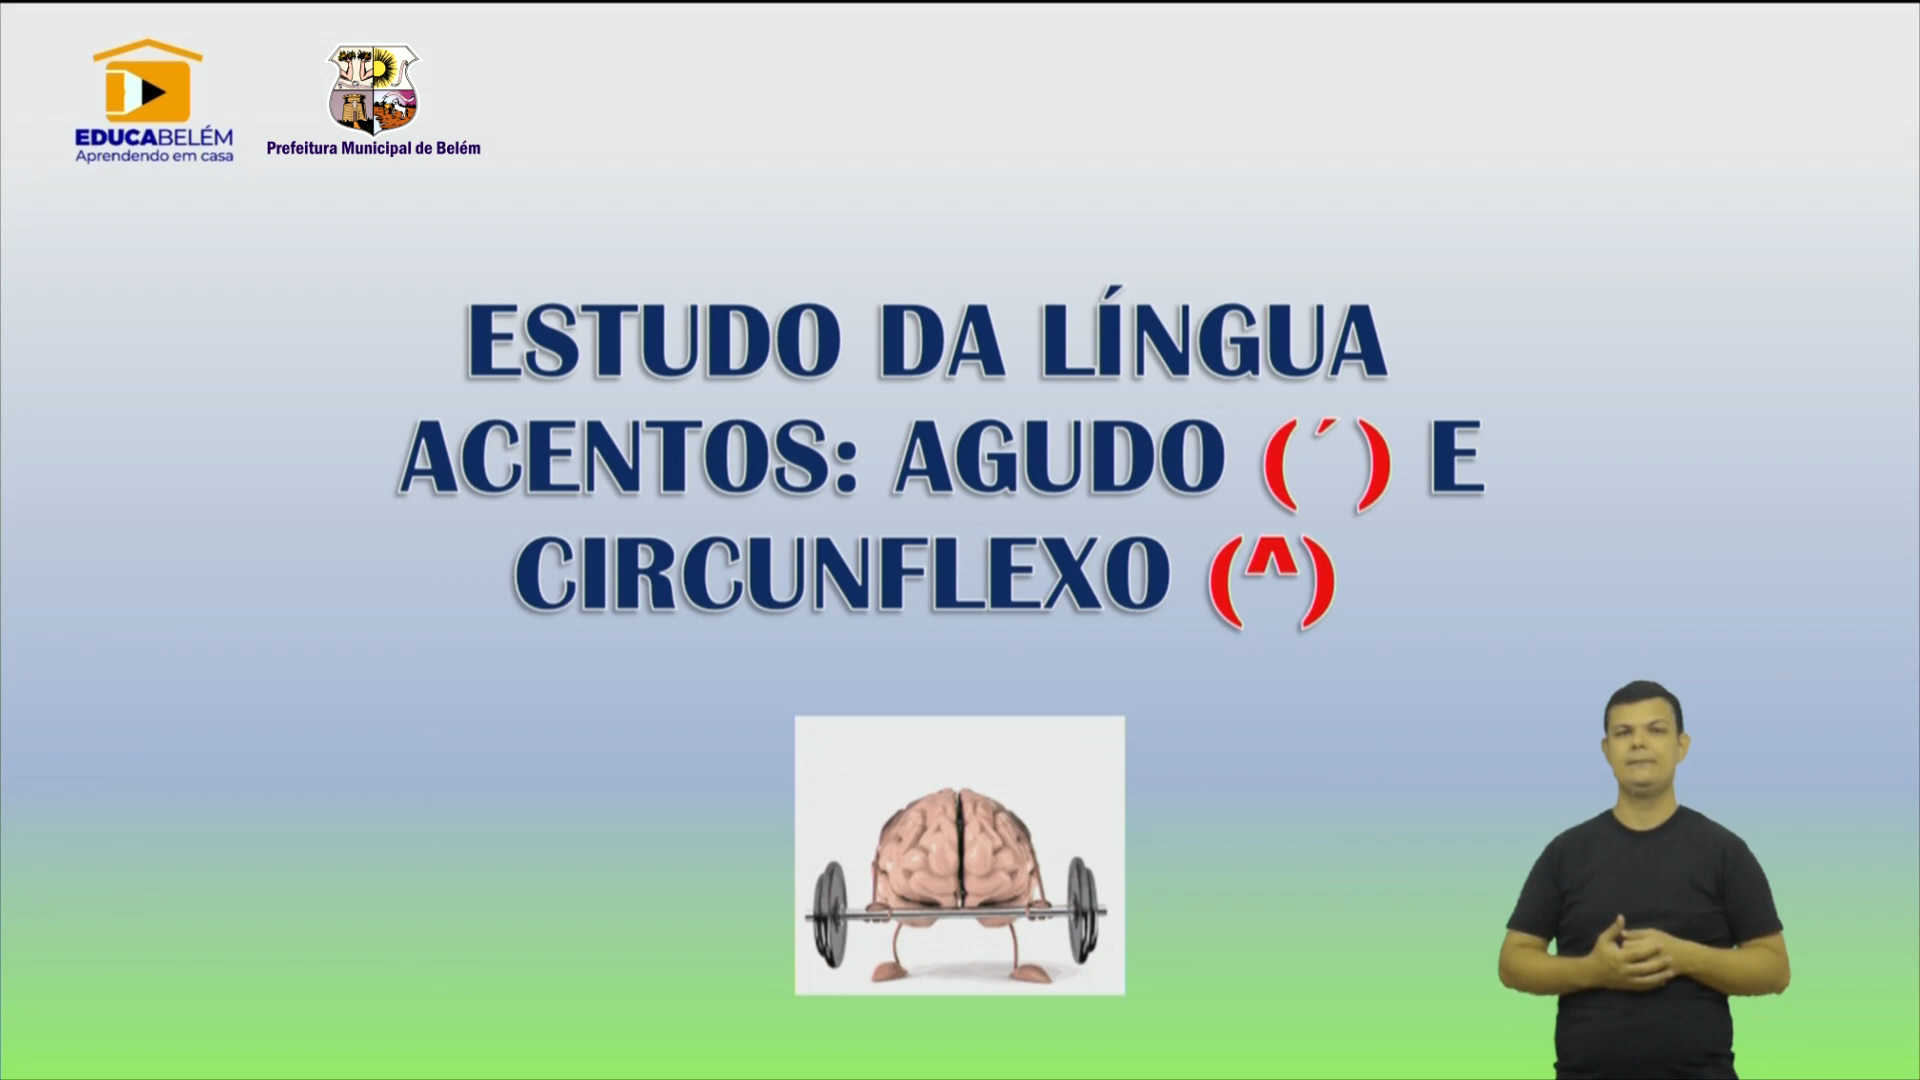 EDUCABELÉM
Aprendendo em casa
Prefeitura Municipal de Belém
ESTUDO DA LÍNGUA
ACENTOS: AGUDO (´) E
CIRCUNFLEXO (^)